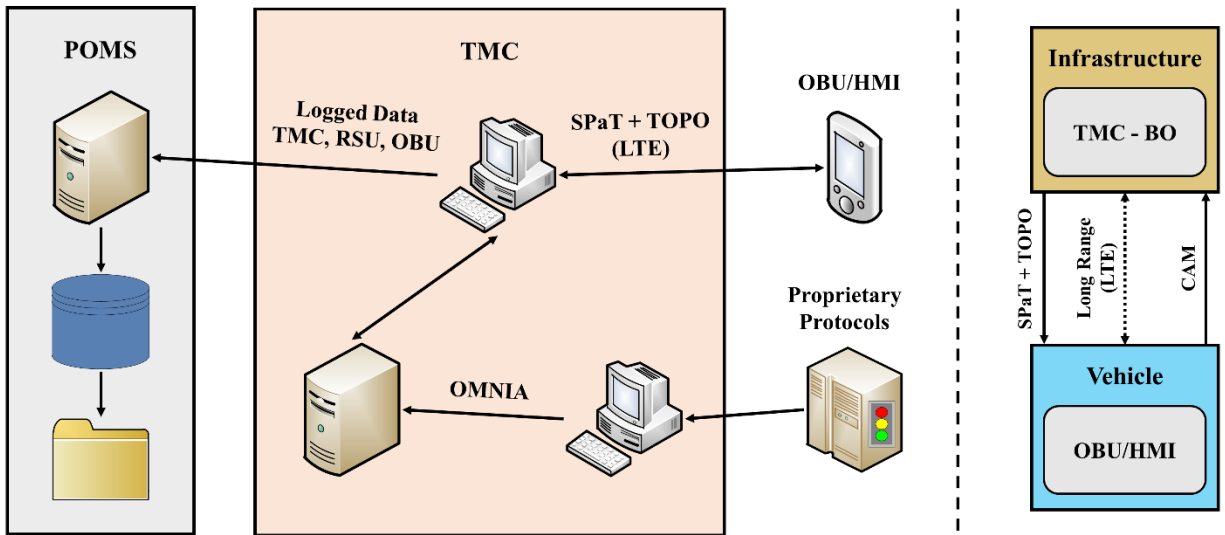 POMS
TMC
Logged Data
TMC, RSU, OBU
SPaT + TOPO
(LTE)
OBU/HMI
OMNIA
Proprietary
Protocols
Infrastructure
TMC - BO
SPaT + TOPO
Long Range
(LTE)
CAM
Vehicle
OBU/HMI